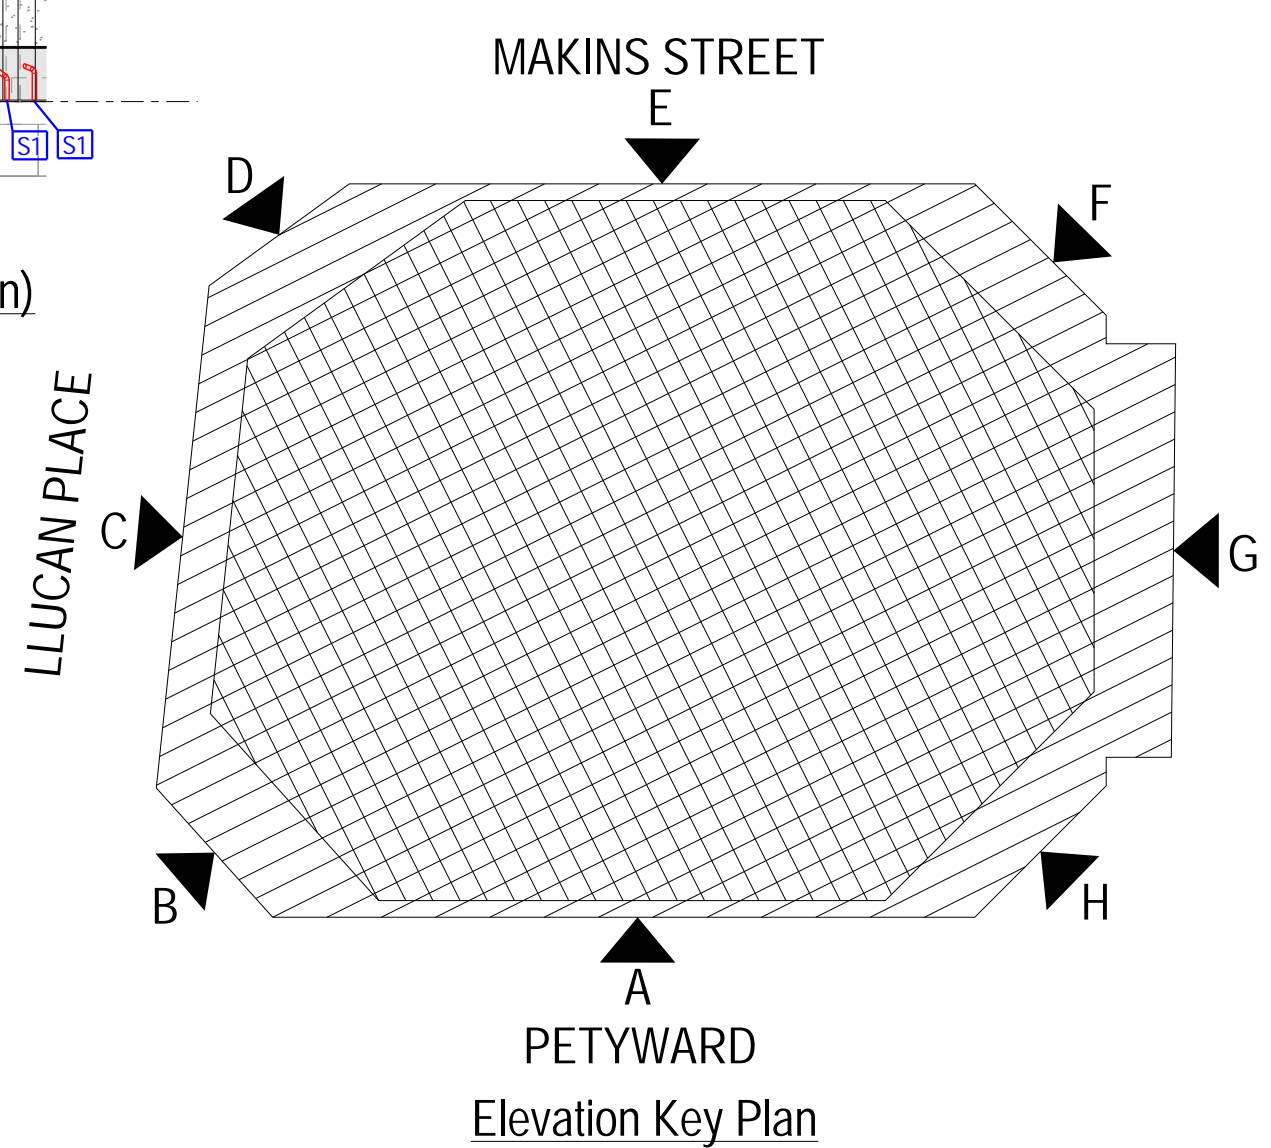 MAKINS STREET
E
S1
S1
D
F
n)
LLUCAN PLACE
C
G
B
H
A
PETYWARD
Elevation Key Plan